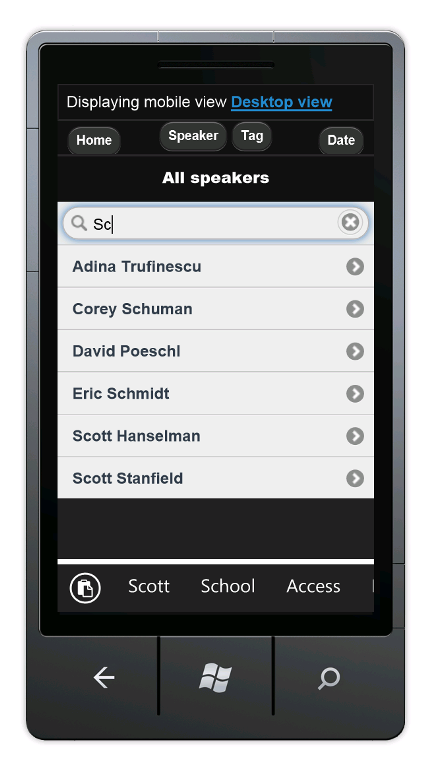 Displaying mobile view Desktop view
Home Speaker Tag Date
All speakers
Sc
Adina Trufinescu
Corey Schuman
David Poeschl
Eric Schmidt
Scott Hanselman
Scott Stanfield
Scott School Access